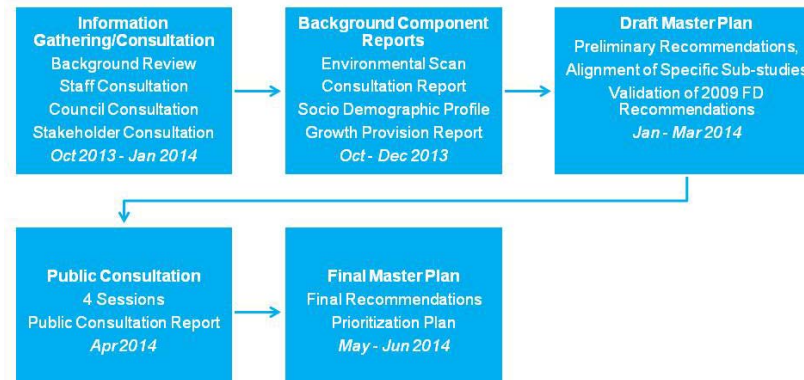 Information
Gathering/Consultation
Background Review
Staff Consultation
Council Consultation
Stakeholder Consultation
Oct 2013 - Jan 2014
Background Component
Reports
Environmental Scan
Consultation Report
Socio Demographic Profile
Growth Provision Report
Oct - Dec 2013
Draft Master Plan
Preliminary Recommendations,
Alignment of Specific Sub-studies
Validation of 2009 FD
Recommendations
Jan - Mar 2014
Public Consultation
4 Sessions
Public Consultation Report
Apr 2014
Final Master Plan
Final Recommendations
Prioritization Plan
May - Jun 2014